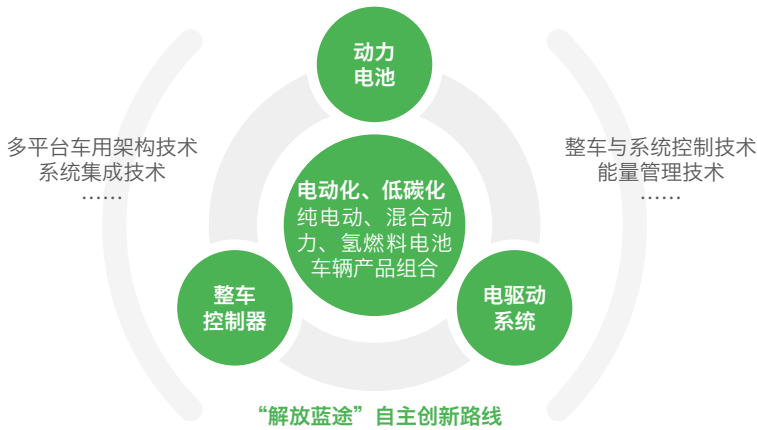 动力
电池
多平台车用架构技术
系统集成技术
……
整车与系统控制技术
能量管理技术
……
电动化、低碳化
纯电动、混合动
力、氢燃料电池
车辆产品组合
整车
控制器
电驱动
系统
“解放蓝途”自主创新路线